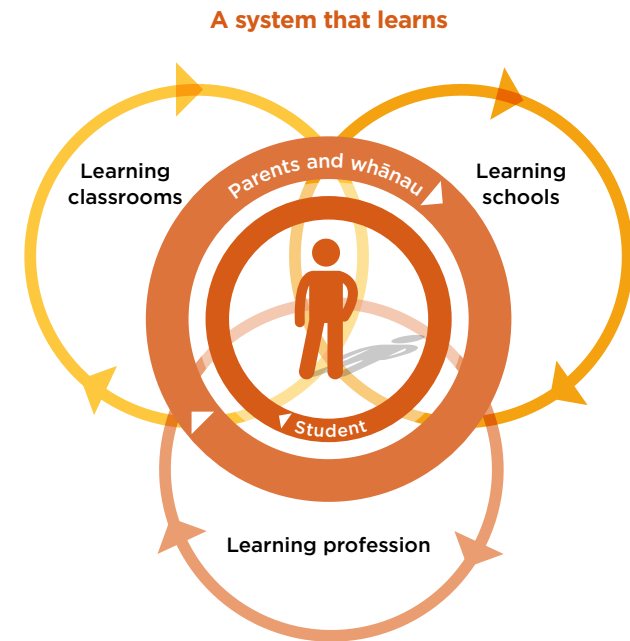 A system that learns
Learning
classrooms
Parents and whānau
Learning
schools
Student
Learning profession